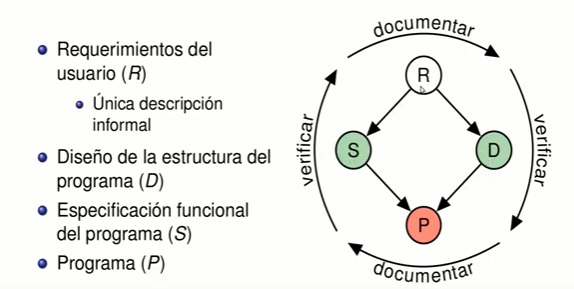 Requerimientos del
usuario (R)
Única descripción
informal
Diseño de la estructura del
programa (D)
Especificación funcional
del programa (S)
Programa (P)
documentar
R
verificar
S
D
verificar
P
documentar